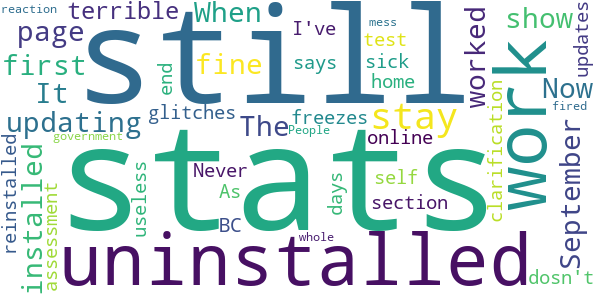 reaction
terrible
When
still
I've
mess
show
updates
page
test
first
fine
says
sick
worked
work
It
end
home
Now
updating
glitches
The
freezes
stay
fired
government
People
online
stats
September
clarification
reinstalled
installed
assessment
useless
Never
As
days
self
section
BC
whole
uninstalled
dosn't